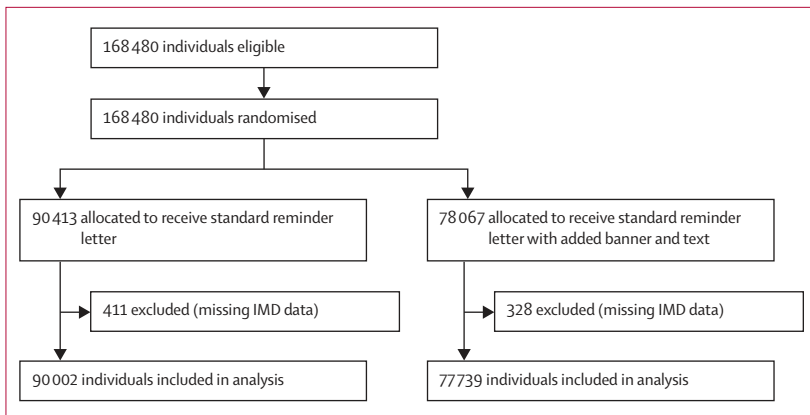 168 480 individuals eligible
168 480 individuals randomised
90 413 allocated to receive standard reminder
letter
78 067 allocated to receive standard reminder
letter with added banner and text
411 excluded (missing IMD data)
328 excluded (missing IMD data)
90 002 individuals included in analysis
77 739 individuals included in analysis